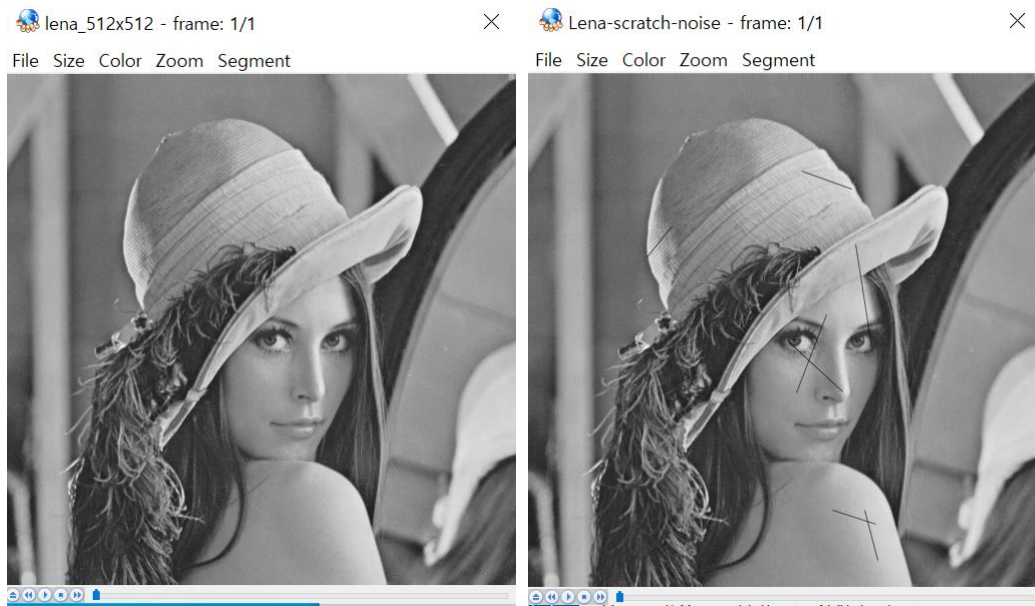 lena_512x512 - frame: 1/1
File Size Color Zoom Segment
Lena-scratch-noise - frame: 1/1
File Size Color Zoom Segment